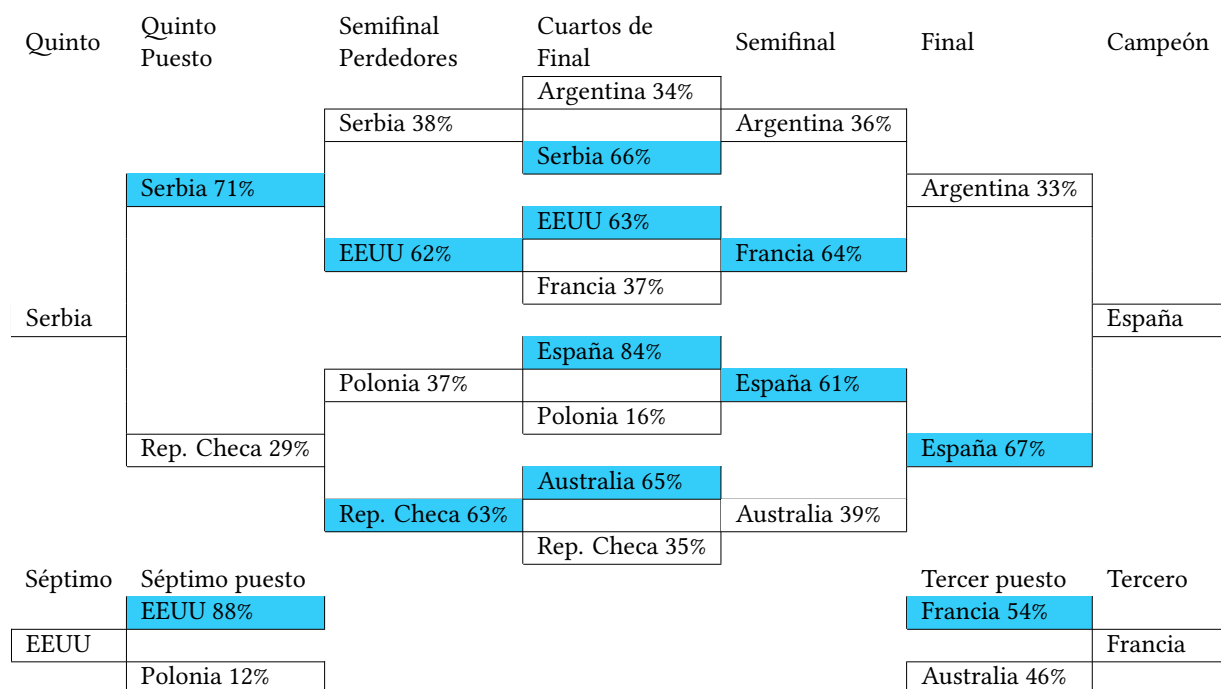 Quinto
Quinto
Puesto
Semifinal
Perdedores
Cuartos de
Final
Semifinal
Final
Campeón
Argentina 34%
Serbia 38%
Argentina 36%
Serbia 66%
Serbia 71%
Argentina 33%
EEUU 63%
EEUU 62%
Francia 64%
Francia 37%
Serbia
España
España 84%
Polonia 37%
España 61%
Polonia 16%
Rep. Checa 29%
España 67%
Australia 65%
Rep. Checa 63%
Australia 39%
Rep. Checa 35%
Séptimo
Séptimo puesto
Tercer puesto
Tercero
EEUU 88%
Francia 54%
EEUU
Francia
Polonia 12%
Australia 46%